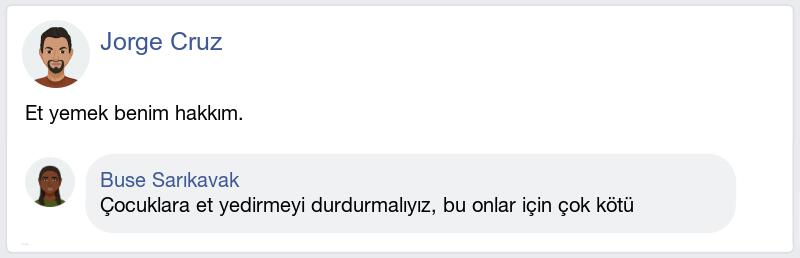 Jorge Cruz
Et yemek benim hakkım.
Buse Sarıkavak
Çocuklara et yedirmeyi durdurmalıyız, bu onlar için çok kötü